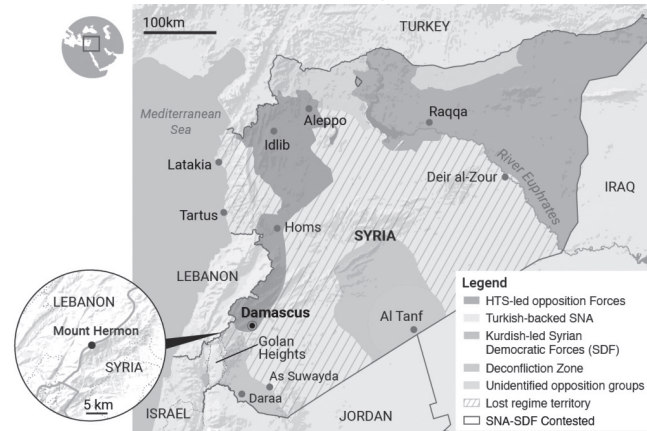 100km
TURKEY
Mediterranean
Sea
Aleppo
Raqqa
Idlib
Latakia
Deir al-Zour
River Euphrates
IRAQ
Tartus
Homs
SYRIA
LEBANON
Legend
HTS-led opposition Forces
Turkish-backed SNA
Kurdish-led Syrian
Democratic Forces (SDF)
Deconfliction Zone
Unidentified opposition groups
Lost regime territory
SNA-SDF Contested
LEBANON
Mount Hermon
SYRIA
5 km
Damascus
Al Tanf
Golan
Heights
As Suwayda
Daraa
ISRAEL
JORDAN